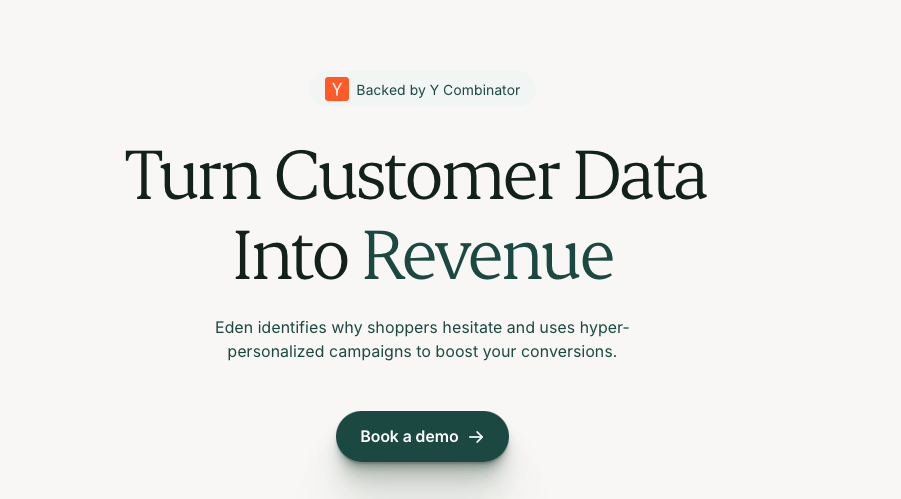 Y Backed by Y Combinator
Turn Customer Data
Into Revenue
Eden identifies why shoppers hesitate and uses hyper-
personalized campaigns to boost your conversions.
Book a demo →